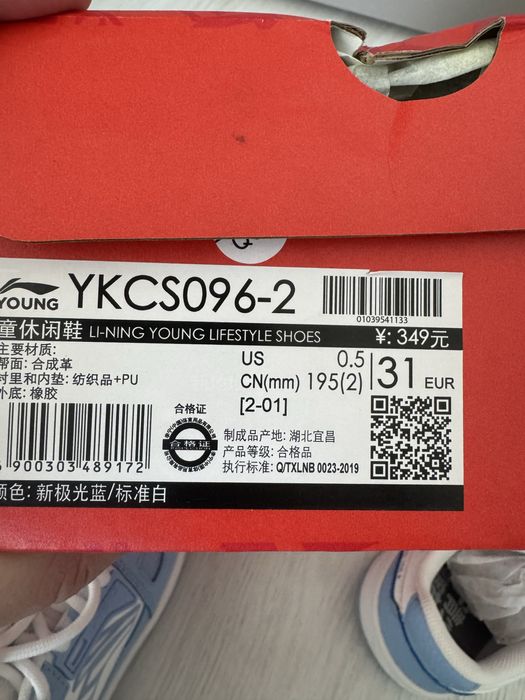 YOUNG YKCS096-2
01039541133
童休闲鞋 LI-NING YOUNG LIFESTYLE SHOES ¥: 349元
主要材质:
帮面: 合成革
衬里和内垫: 纺织品+PU
外底: 橡胶
US 0.5
CN(mm) 195(2) 31 EUR
[2-01]
合格证
合格证
制成品产地: 湖北宜昌
产品等级: 合格品
执行标准: Q/TXLNB 0023-2019
900303 489172
颜色: 新极光蓝/标准白